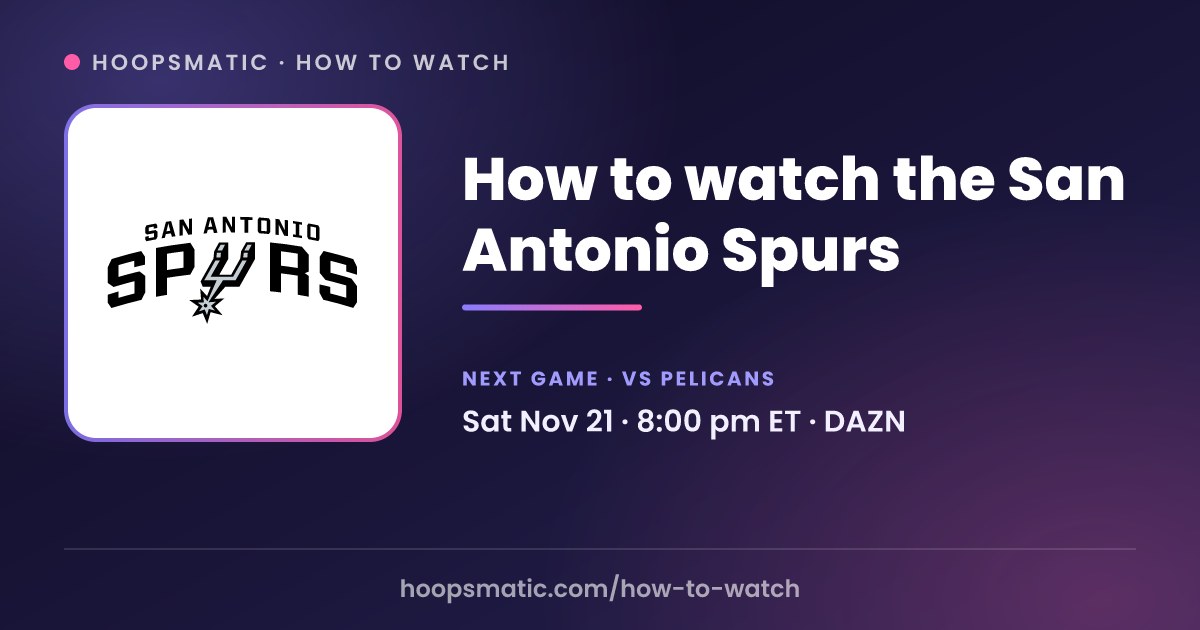 HOOPSMATIC · HOW TO WATCH
SAN ANTONIO
SPURS
How to watch the San
Antonio Spurs
NEXT GAME · VS PELICANS
Sat Nov 21 · 8:00 pm ET · DAZN
hoopsmatic.com/how-to-watch